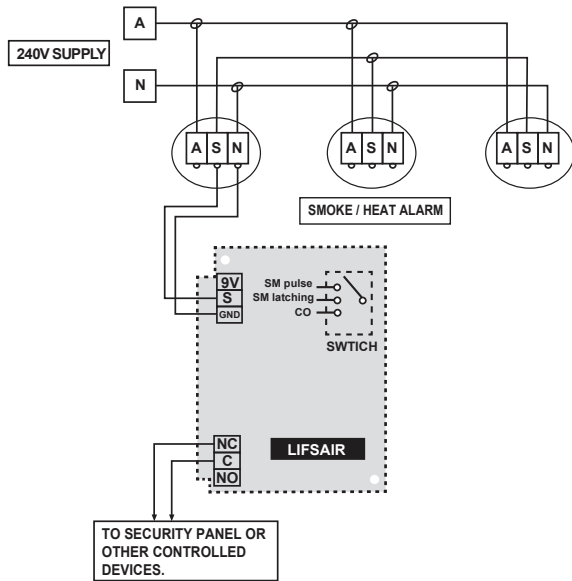 A
240V SUPPLY
N
A S N
A S N
A S N
SMOKE / HEAT ALARM
9V
S
GND
SM pulse
SM latching
CO
SWTICH
NC
C
NO
LIFSAIR
TO SECURITY PANEL OR
OTHER CONTROLLED
DEVICES.